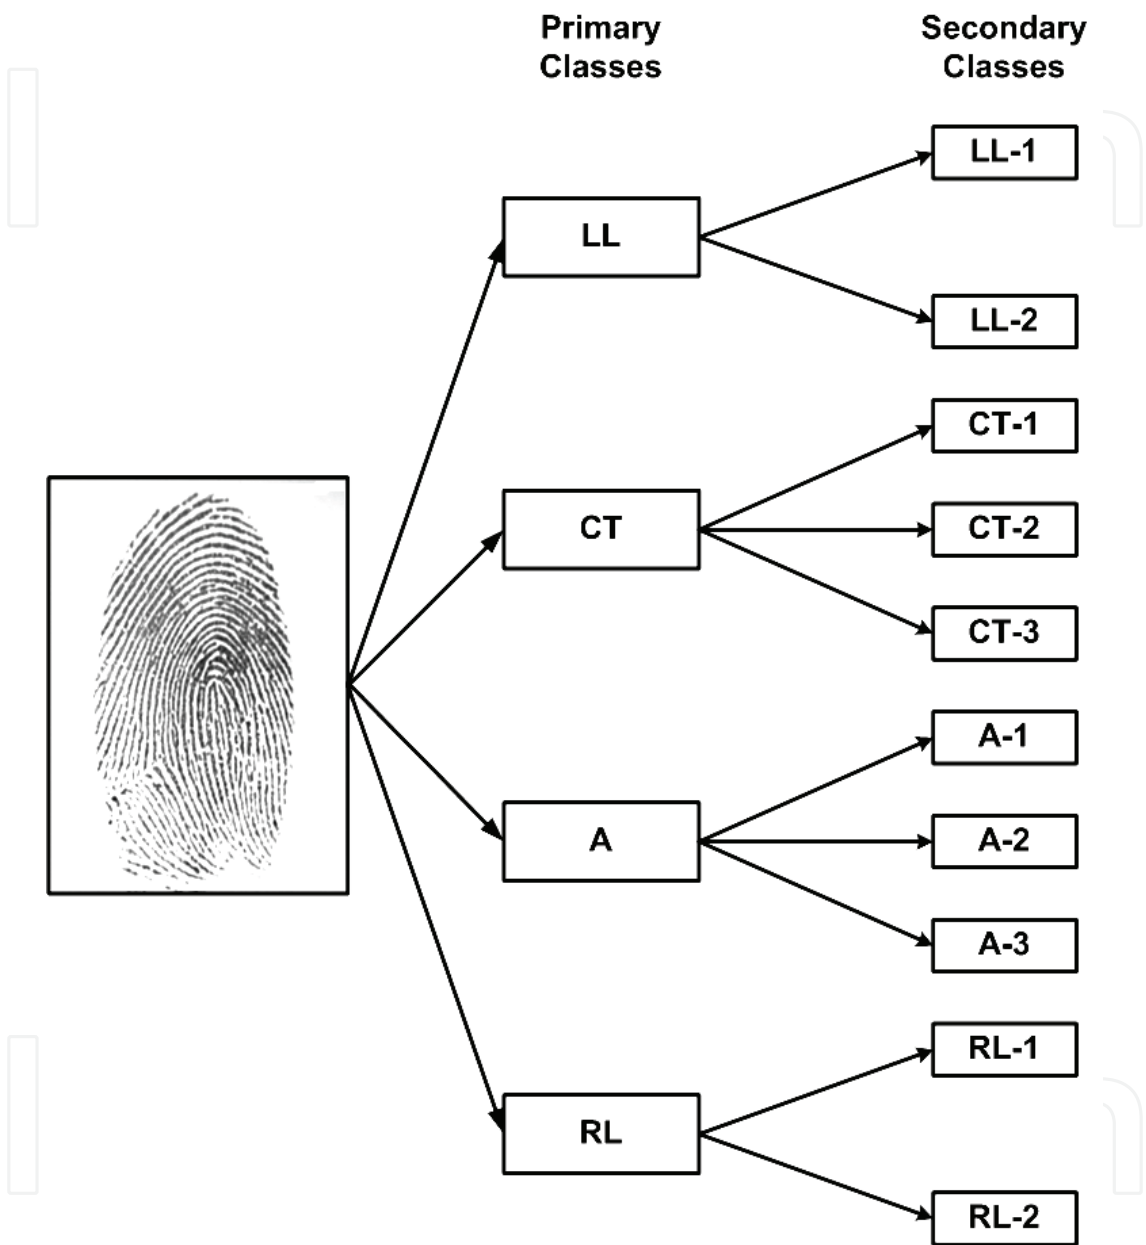 Primary
Classes
Secondary
Classes
LL-1
LL
LL-2
CT-1
CT
CT-2
CT-3
A-1
A
A-2
A-3
RL-1
RL
RL-2